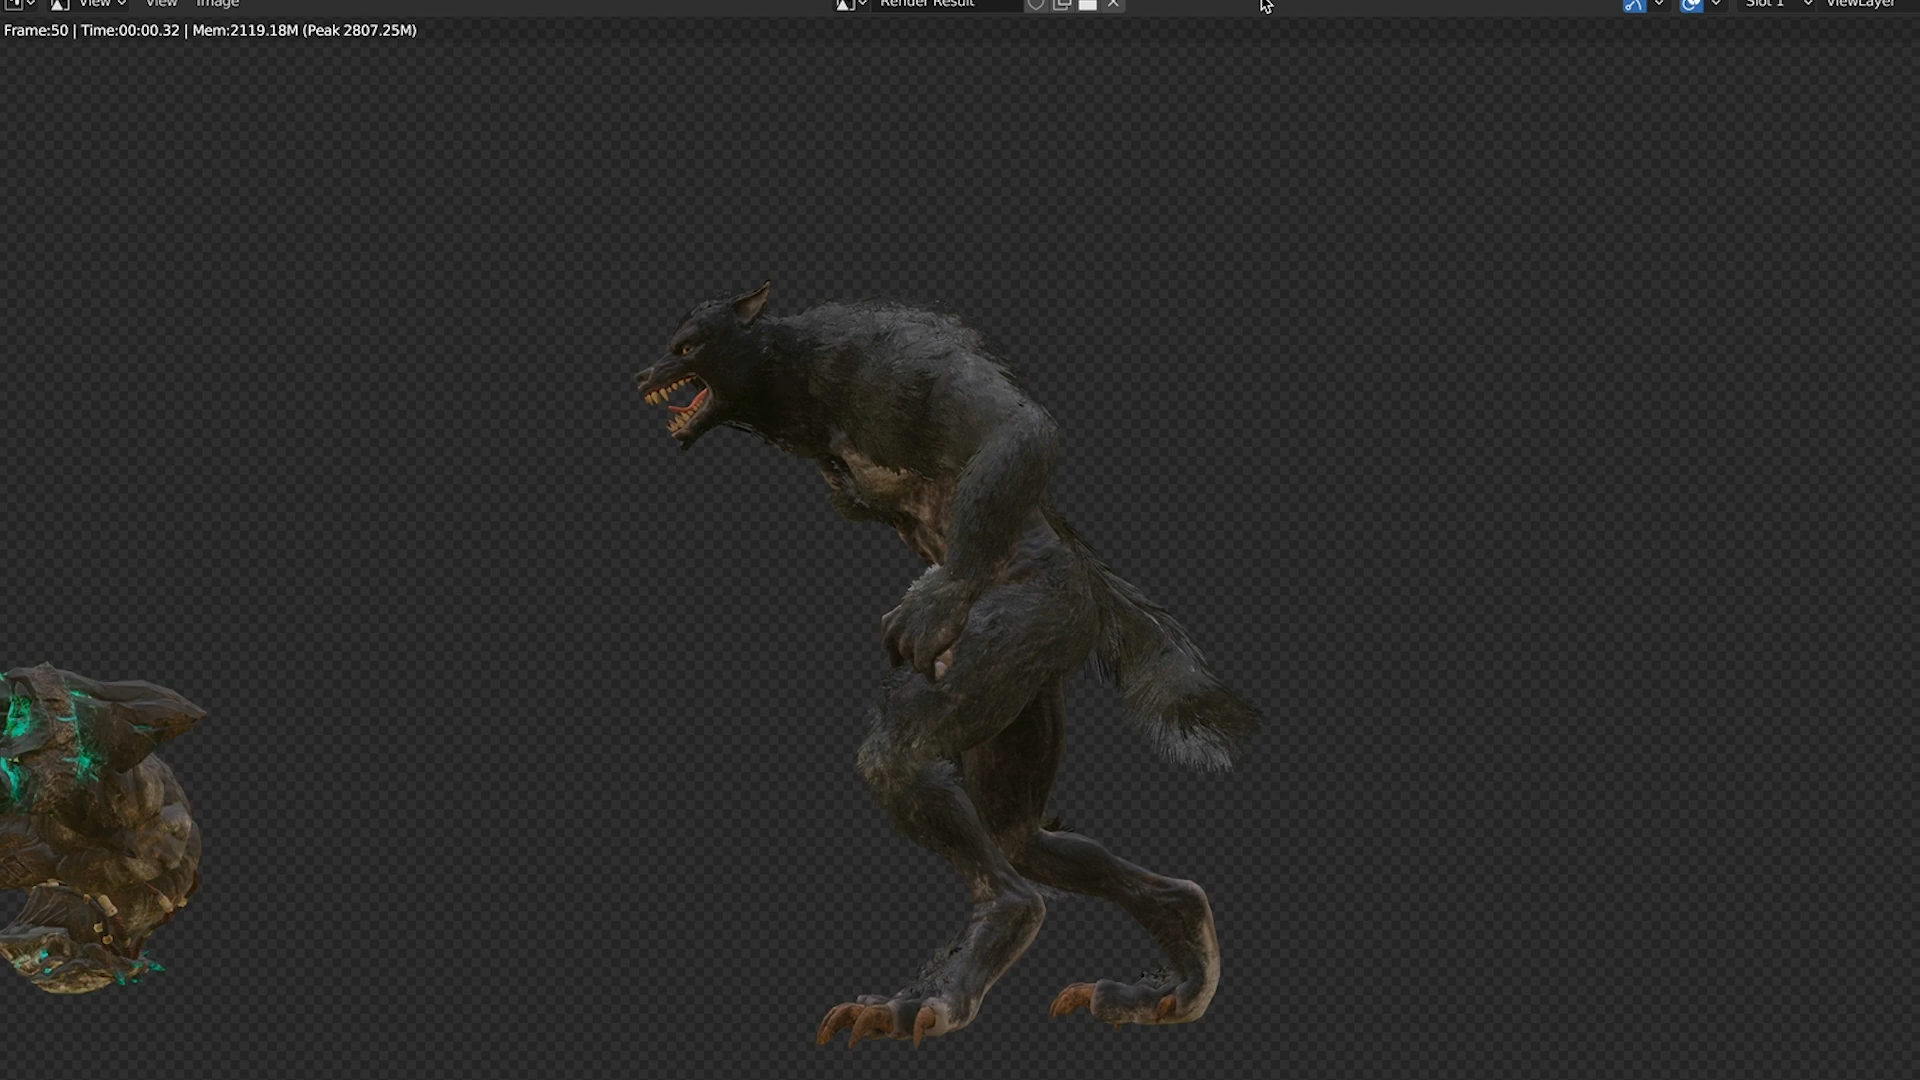 View View Image Render Result Slot 1 ViewLayer
Frame:50 | Time:00:00.32 | Mem:2119.18M (Peak 2807.25M)